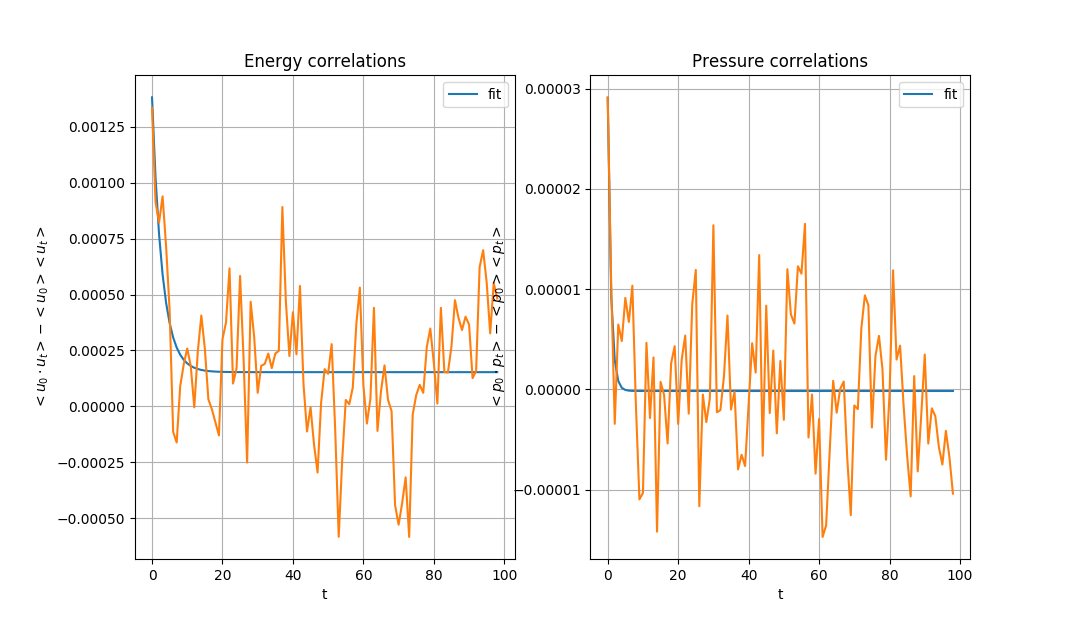 Energy correlations
Pressure correlations
fit
fit
0.00125
0.00100
0.00075
0.00050
0.00025
0.00000
−0.00025
−0.00050
< u₀ · uₜ > − < u₀ > < uₜ >
0.00003
0.00002
0.00001
0.00000
−0.00001
< p₀ · pₜ > − < p₀ > < pₜ >
0 20 40 60 80 100
0 20 40 60 80 100
t
t